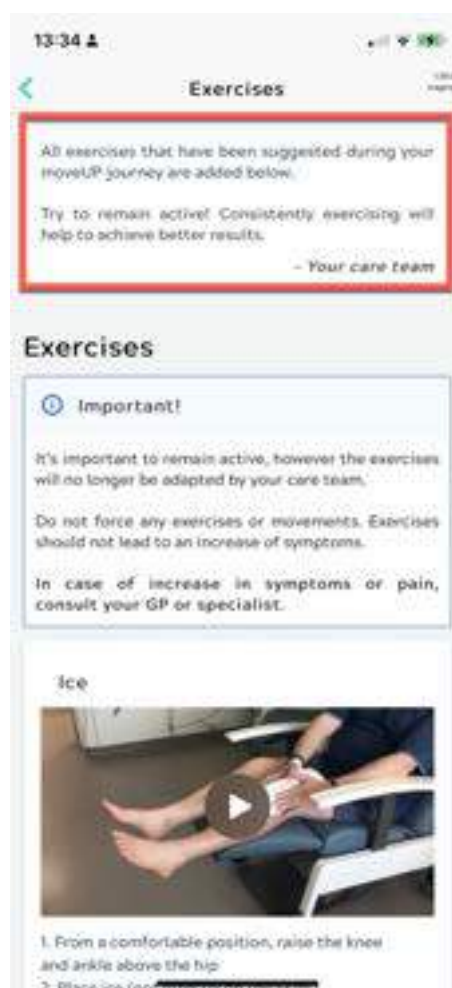 13:34
Exercises
All exercises that have been suggested during your
moveUP journey are added below.
Try to remain active! Consistently exercising will
help to achieve better results.
- Your care team
Exercises
Important!
It's important to remain active, however the exercises
will no longer be adapted by your care team.
Do not force any exercises or movements. Exercises
should not lead to an increase of symptoms.
In case of increase in symptoms or pain,
consult your GP or specialist.
Ice
1. From a comfortable position, raise the knee
and ankle above the hip
2. Place ice